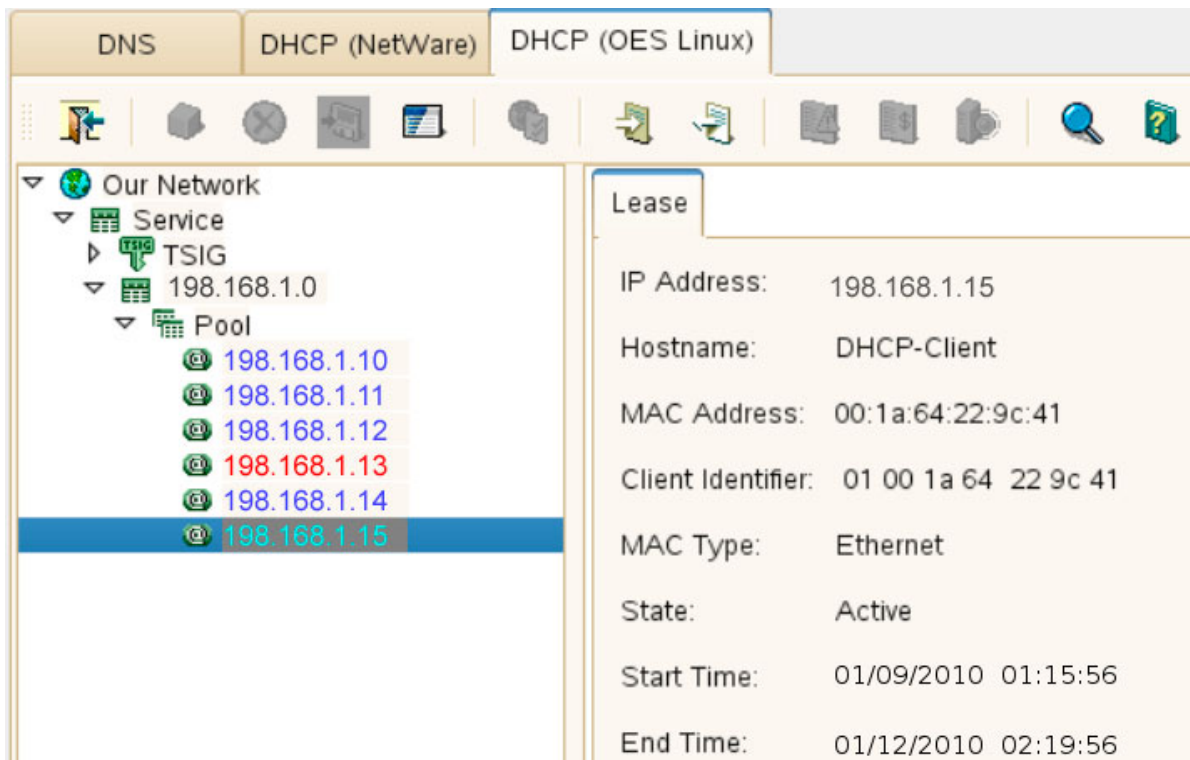 DNS
DHCP (NetWare)
DHCP (OES Linux)
Our Network
Service
TSIG
TSIG
198.168.1.0
Pool
198.168.1.10
198.168.1.11
198.168.1.12
198.168.1.13
198.168.1.14
198.168.1.15
Lease
IP Address: 198.168.1.15
Hostname: DHCP-Client
MAC Address: 00:1a:64:22:9c:41
Client Identifier: 01 00 1a 64 22 9c 41
MAC Type: Ethernet
State: Active
Start Time: 01/09/2010 01:15:56
End Time: 01/12/2010 02:19:56